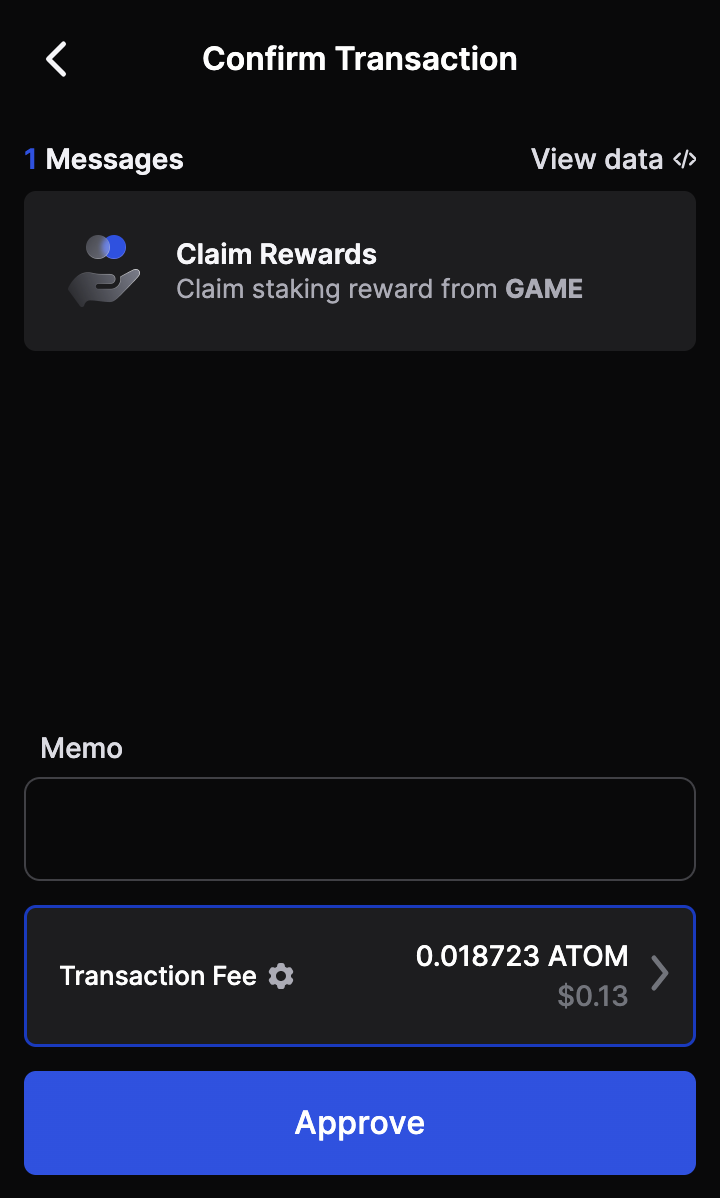 Confirm Transaction
1 Messages
View data </>
Claim Rewards
Claim staking reward from GAME
Memo
Transaction Fee
0.018723 ATOM
$0.13
Approve